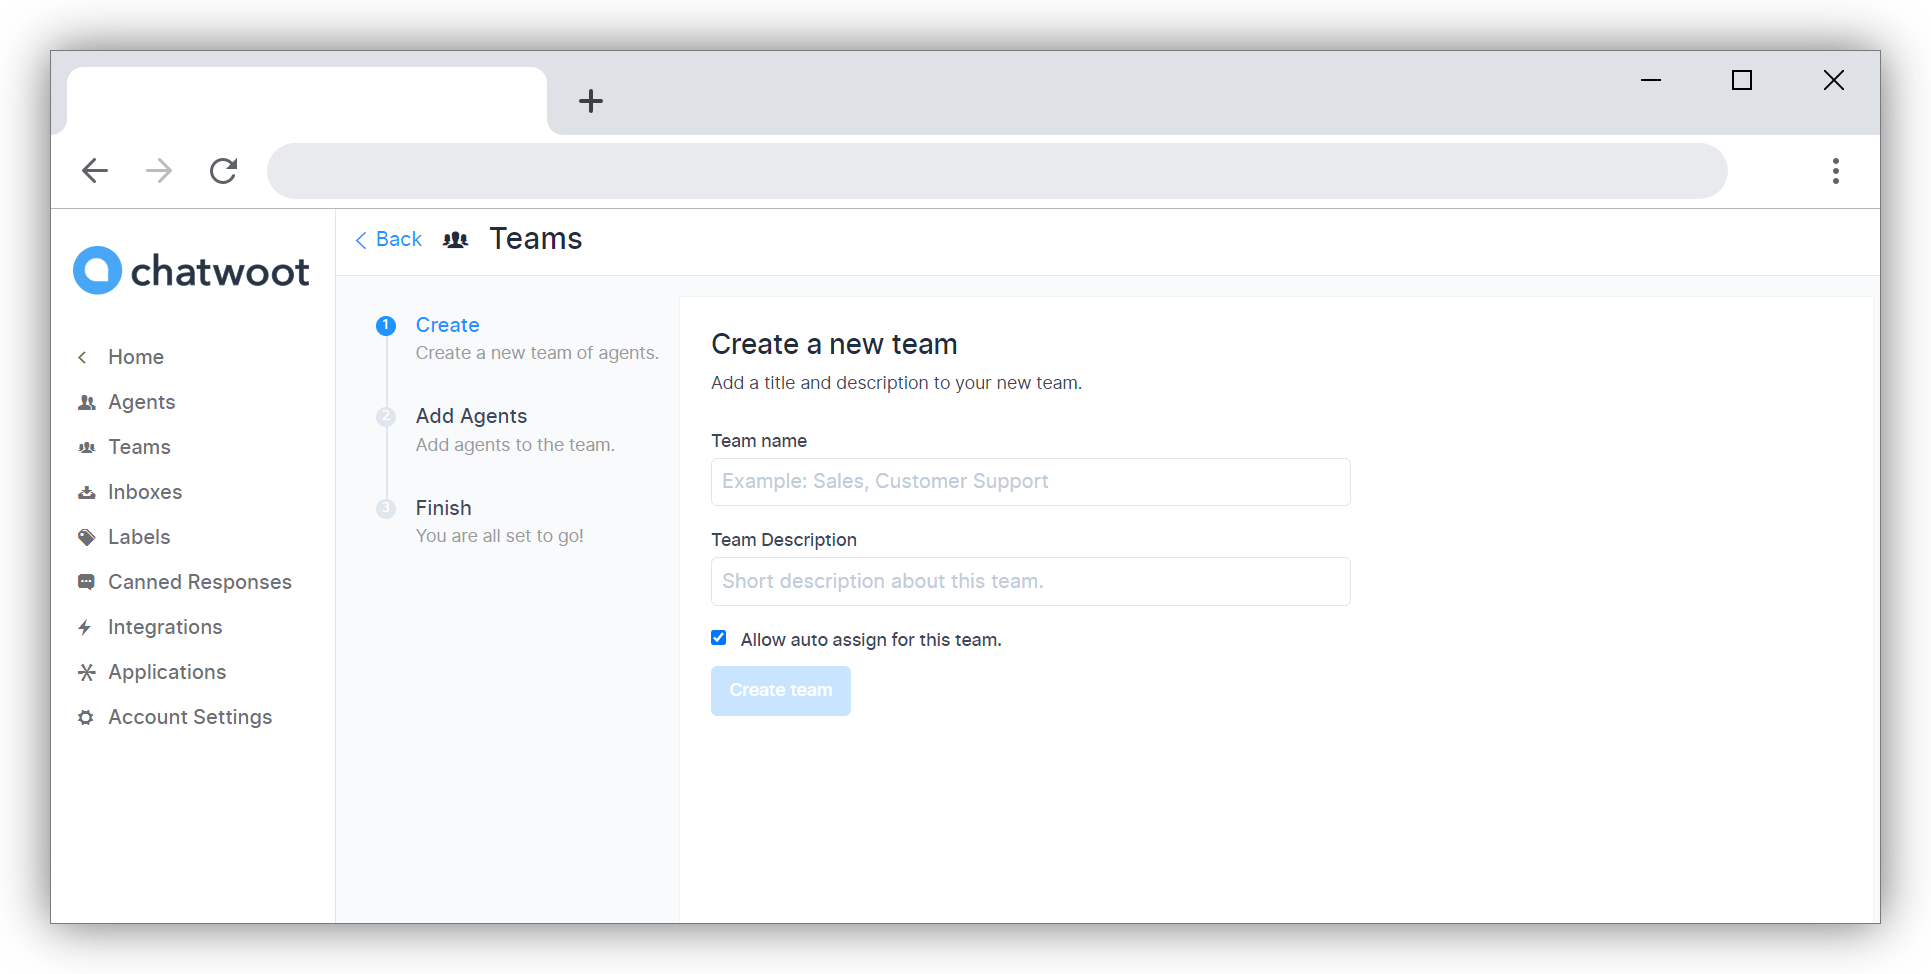 chatwoot
Home
Agents
Teams
Inboxes
Labels
Canned Responses
Integrations
Applications
Account Settings
Back
Teams
1
Create
Create a new team of agents.
2
Add Agents
Add agents to the team.
3
Finish
You are all set to go!
Create a new team
Add a title and description to your new team.
Team name
Example: Sales, Customer Support
Team Description
Short description about this team.
Allow auto assign for this team.
Create team